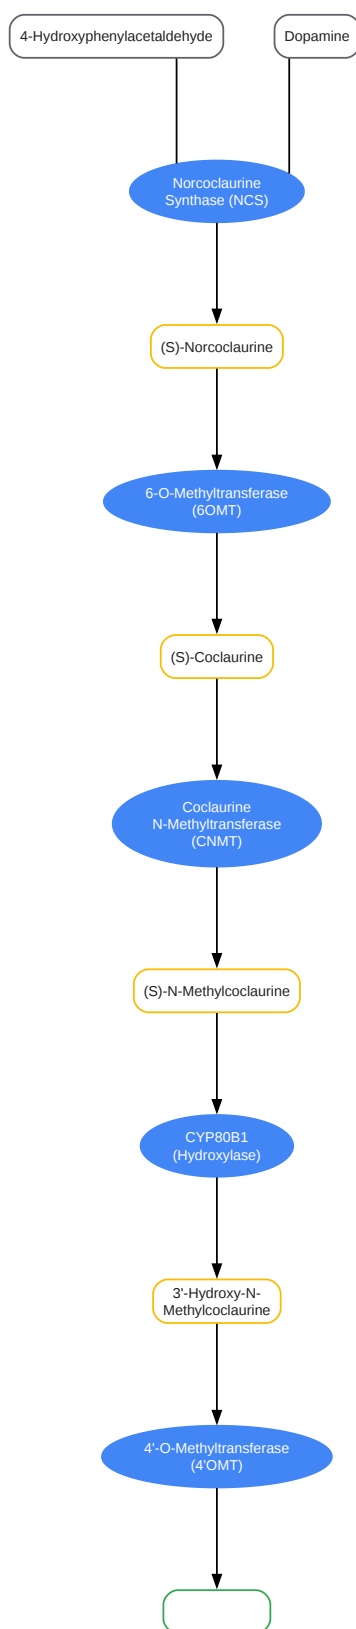 4-Hydroxyphenylacetaldehyde
Dopamine
Norcoclaurine
Synthase (NCS)
(S)-Norcoclaurine
6-O-Methyltransferase
(6OMT)
(S)-Coclaurine
Coclaurine
N-Methyltransferase
(CNMT)
(S)-N-Methylcoclaurine
CYP80B1
(Hydroxylase)
3'-Hydroxy-N-
Methylcoclaurine
4'-O-Methyltransferase
(4'OMT)